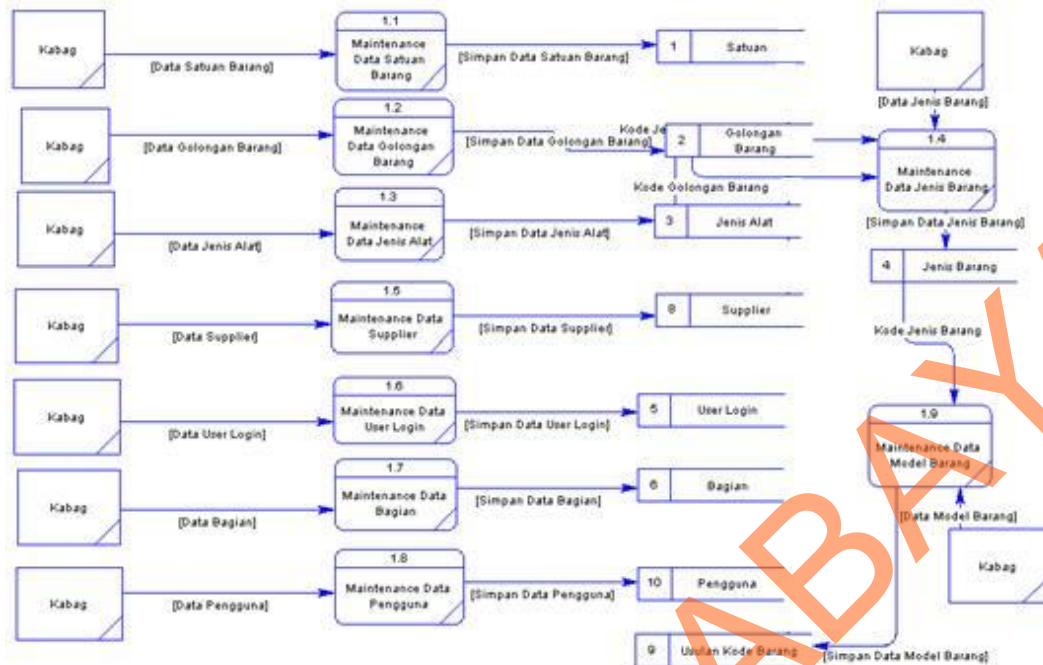 Kabag
[Data Satuan Barang]
1.1
Maintenance
Data Satuan
Barang
[Simpan Data Satuan Barang]
1 Satuan
Kabag
[Data Jenis Barang]
Kabag
[Data Golongan Barang]
1.2
Maintenance
Data Golongan
Barang
[Simpan Data Golongan Barang]
Kode Je
2 Golongan
Barang
Kode Golongan Barang
1.4
Maintenance
Data Jenis Barang
[Simpan Data Jenis Barang]
Kabag
[Data Jenis Alat]
1.3
Maintenance
Data Jenis Alat
[Simpan Data Jenis Alat]
3 Jenis Alat
4 Jenis Barang
Kode Jenis Barang
Kabag
[Data Supplier]
1.5
Maintenance Data
Supplier
[Simpan Data Supplier]
8 Supplier
Kabag
[Data User Login]
1.6
Maintenance Data
User Login
[Simpan Data User Login]
5 User Login
1.9
Maintenance Data
Model Barang
[Data Model Barang]
Kabag
Kabag
[Data Bagian]
1.7
Maintenance Data
Bagian
[Simpan Data Bagian]
6 Bagian
Kabag
[Data Pengguna]
1.8
Maintenance Data
Pengguna
[Simpan Data Pengguna]
10 Pengguna
9 Usulan Kode Barang
[Simpan Data Model Barang]
ABAY